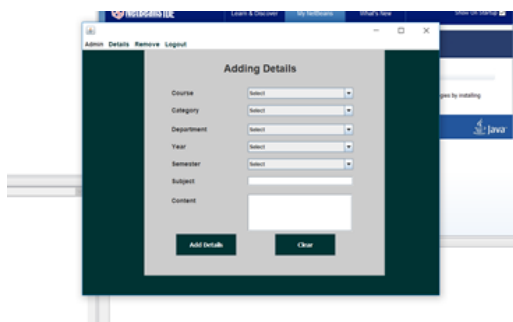 NetBeans IDE Learn & Discover My NetBeans What's New Show On Startup
Admin Details Remove Logout
Adding Details
Course Select
Category Select
Department Select
Year Select
Semester Select
Subject
Content
Add Details Clear
gies by installing
Java